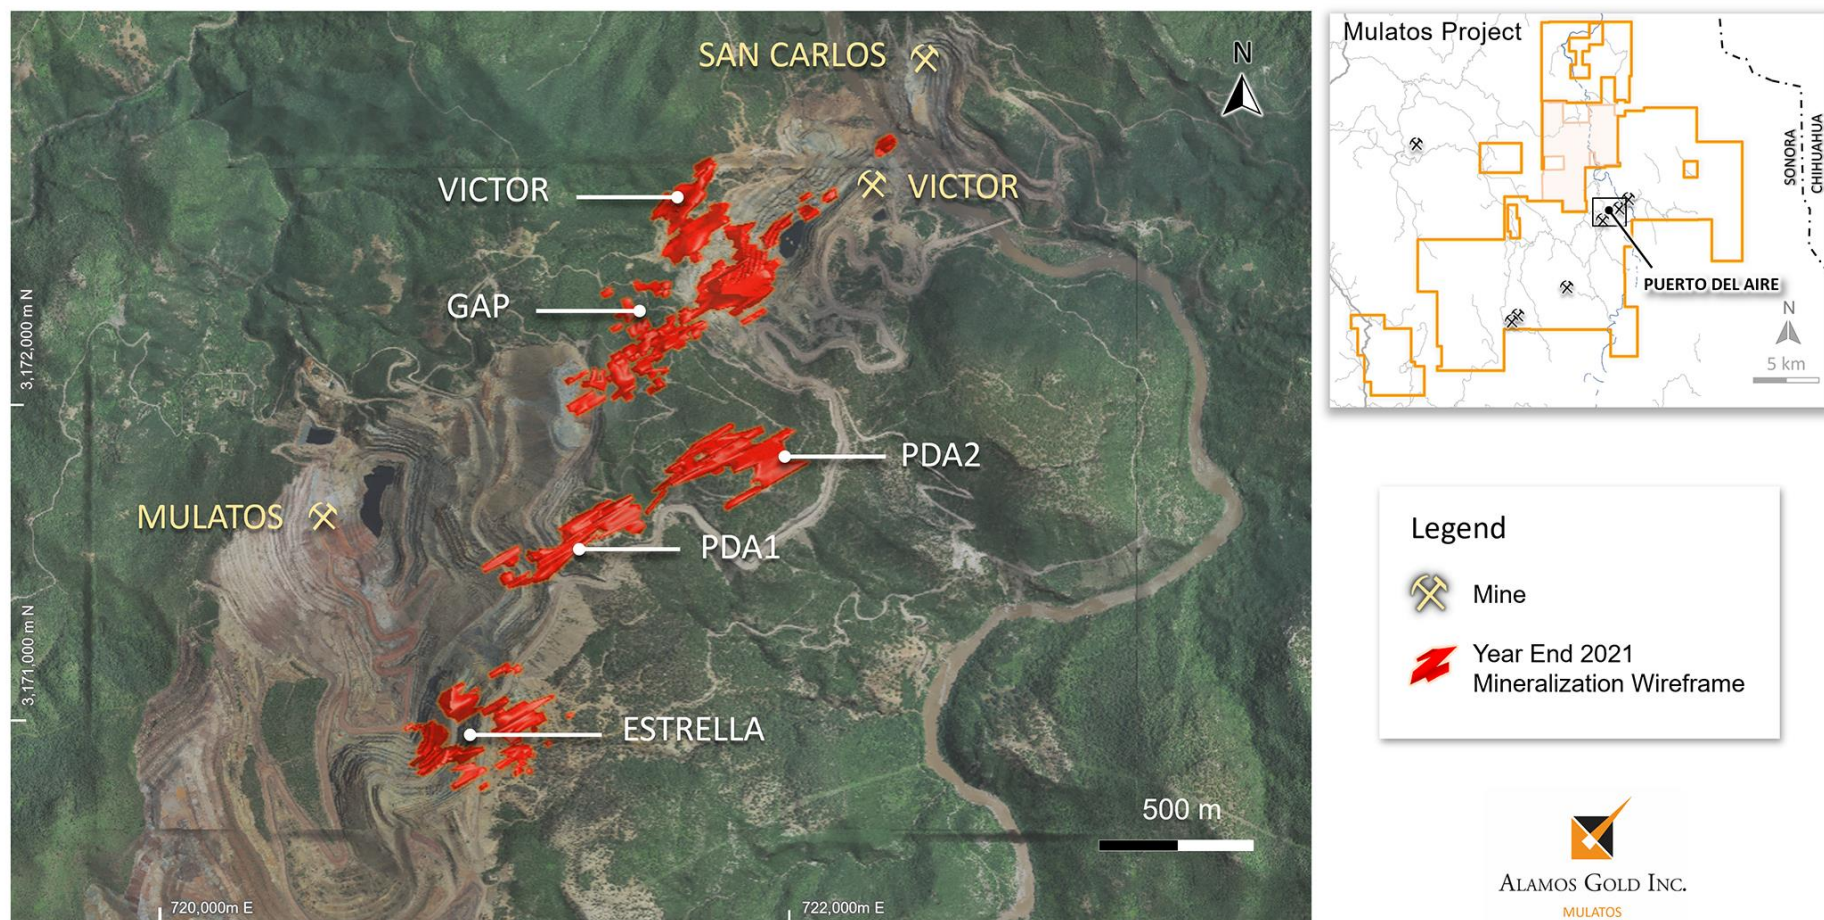 SAN CARLOS
N
VICTOR
VICTOR
GAP
3,172,000 m N
PDA2
MULATOS
PDA1
3,171,000 m N
ESTRELLA
500 m
720,000m E
722,000m E
Mulatos Project
SONORA
CHIHUAHUA
PUERTO DEL AIRE
N
5 km
Legend
Mine
Year End 2021
Mineralization Wireframe
ALAMOS GOLD INC.
MULATOS